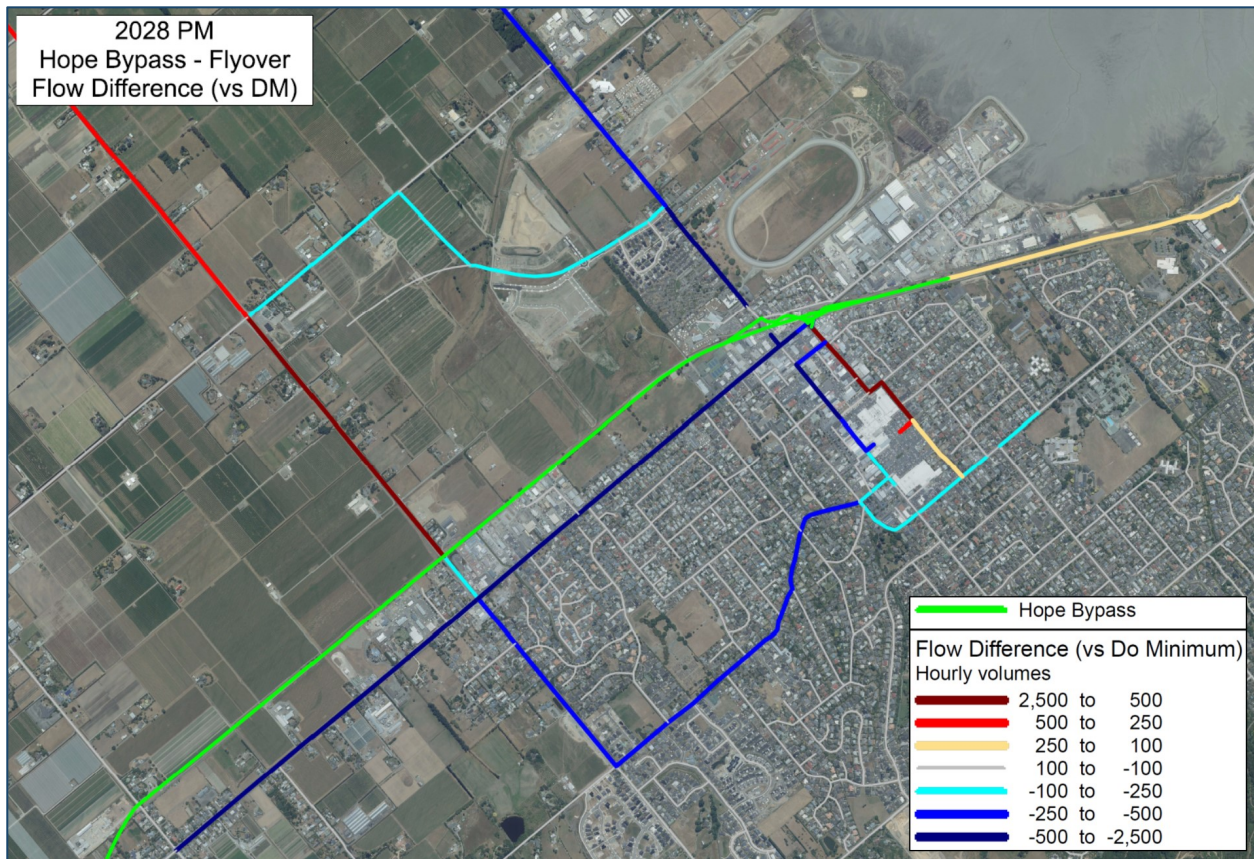 2028 PM
Hope Bypass - Flyover
Flow Difference (vs DM)
Hope Bypass
Flow Difference (vs Do Minimum)
Hourly volumes
2,500 to 500
500 to 250
250 to 100
100 to -100
-100 to -250
-250 to -500
-500 to -2,500